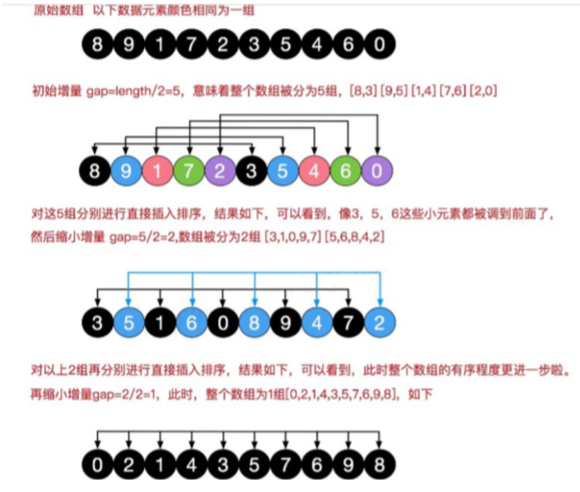 原始数组 以下数据元素颜色相同为一组
8 9 1 7 2 3 5 4 6 0
初始增量 gap=length/2=5，意味着整个数组被分为5组，[8,3][9,5][1,4][7,6][2,0]
8 9 1 7 2 3 5 4 6 0
对这5组分别进行直接插入排序，结果如下，可以看到，像3，5，6这些小元素都被调到前面了，
然后缩小增量 gap=5/2=2,数组被分为2组 [3,1,0,9,7][5,6,8,4,2]
3 5 1 6 0 8 9 4 7 2
对以上2组再分别进行直接插入排序，结果如下，可以看到，此时整个数组的有序程度更进一步啦。
再缩小增量gap=2/2=1，此时，整个数组为1组[0,2,1,4,3,5,7,6,9,8]，如下
0 2 1 4 3 5 7 6 9 8